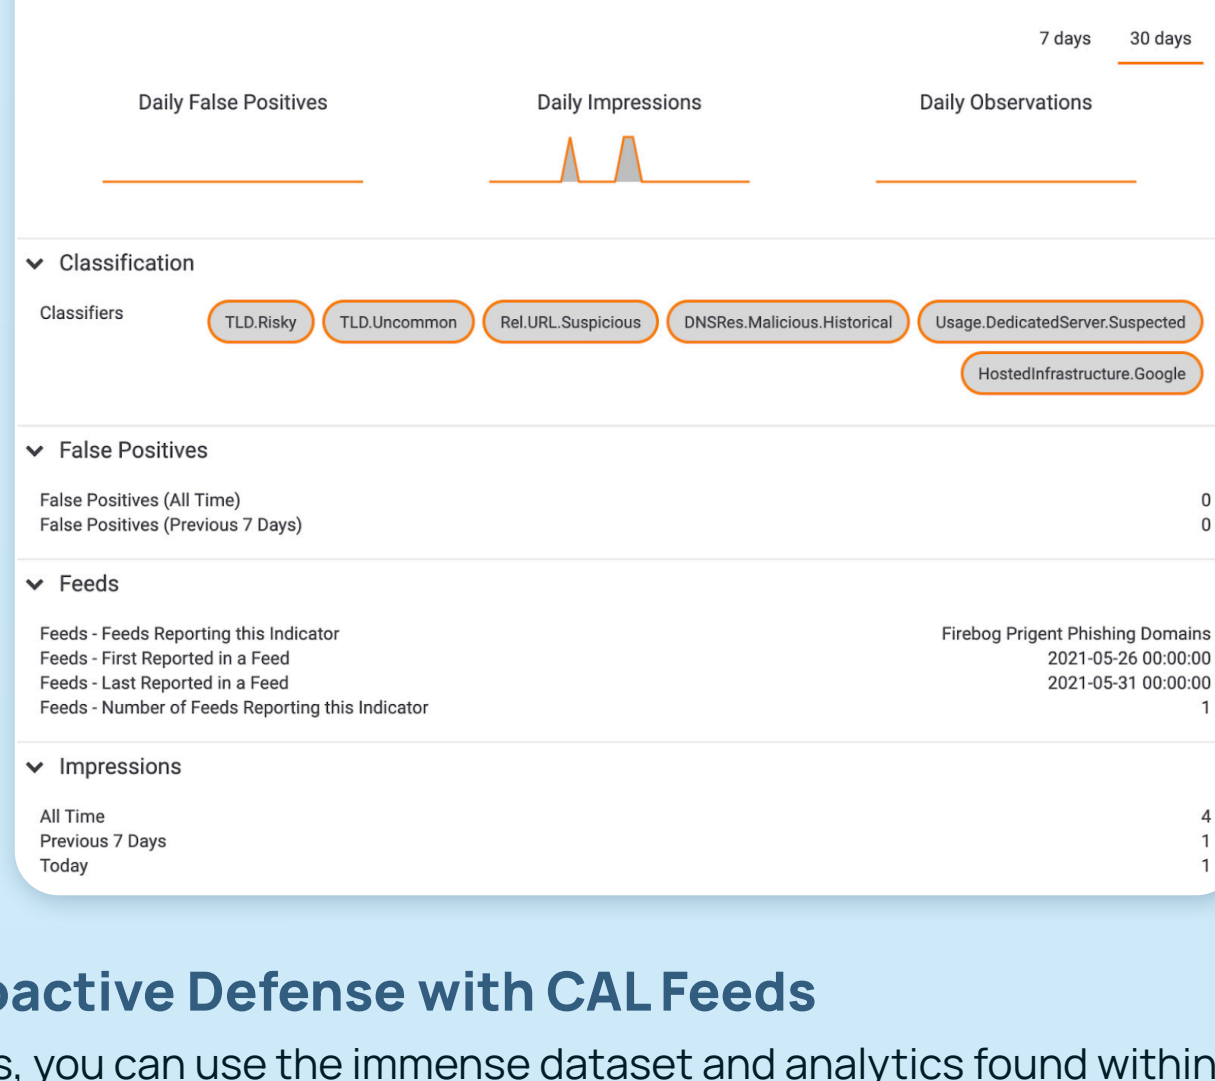 7 days 30 days
Daily False Positives Daily Impressions Daily Observations
Classification
Classifiers TLD.Risky TLD.Uncommon Rel.URL.Suspicious DNSRes.Malicious.Historical Usage.DedicatedServer.Suspected
HostedInfrastructure.Google
False Positives
False Positives (All Time) 0
False Positives (Previous 7 Days) 0
Feeds
Feeds - Feeds Reporting this Indicator Firebog Prigent Phishing Domains
Feeds - First Reported in a Feed 2021-05-26 00:00:00
Feeds - Last Reported in a Feed 2021-05-31 00:00:00
Feeds - Number of Feeds Reporting this Indicator 1
Impressions
All Time 4
Previous 7 Days 1
Today 1
Defense with CAL Feeds
you can use the immense dataset and analytics found within